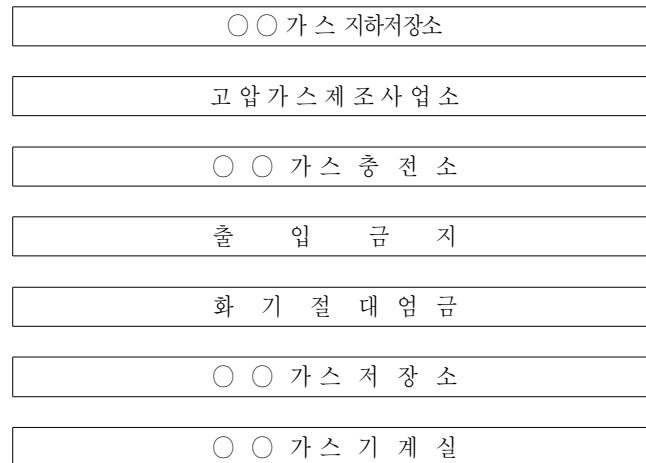 ○○가스 지하저장소
고압가스제조사업소
○○가스충전소
출입금지
화기절대엄금
○○가스저장소
○○가스기계실